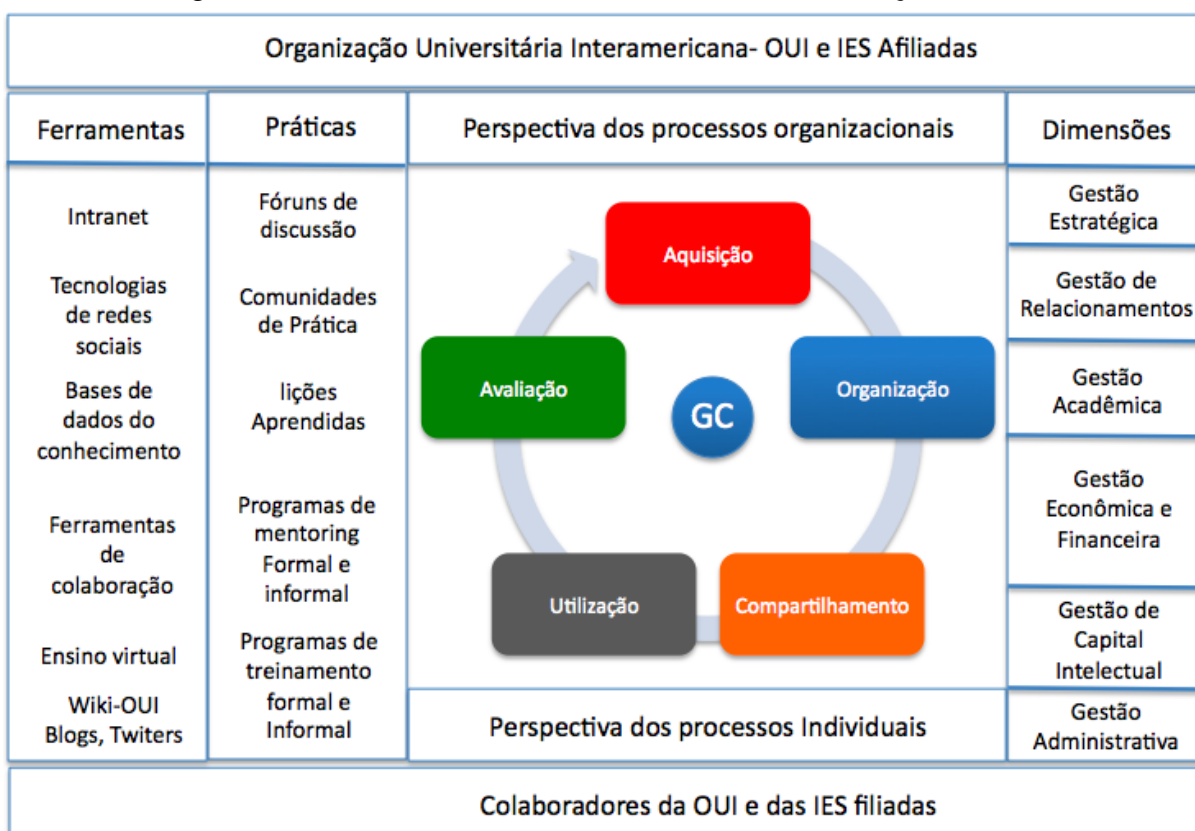 Organização Universitária Interamericana- OUI e IES Afiliadas
Ferramentas
Intranet
Tecnologias
de redes
sociais
Bases de
dados do
conhecimento
Ferramentas
de
colaboração
Ensino virtual
Wiki-OUI
Blogs, Twiters
Práticas
Fóruns de
discussão
Comunidades
de Prática
lições
Aprendidas
Programas de
mentoring
Formal e
informal
Programas de
treinamento
formal e
Informal
Perspectiva dos processos organizacionais
Aquisição
Organização
Compartilhamento
Utilização
Avaliação
GC
Perspectiva dos processos Individuais
Dimensões
Gestão
Estratégica
Gestão de
Relacionamentos
Gestão
Acadêmica
Gestão
Econômica e
Financeira
Gestão de
Capital
Intelectual
Gestão
Administrativa
Colaboradores da OUI e das IES filiadas